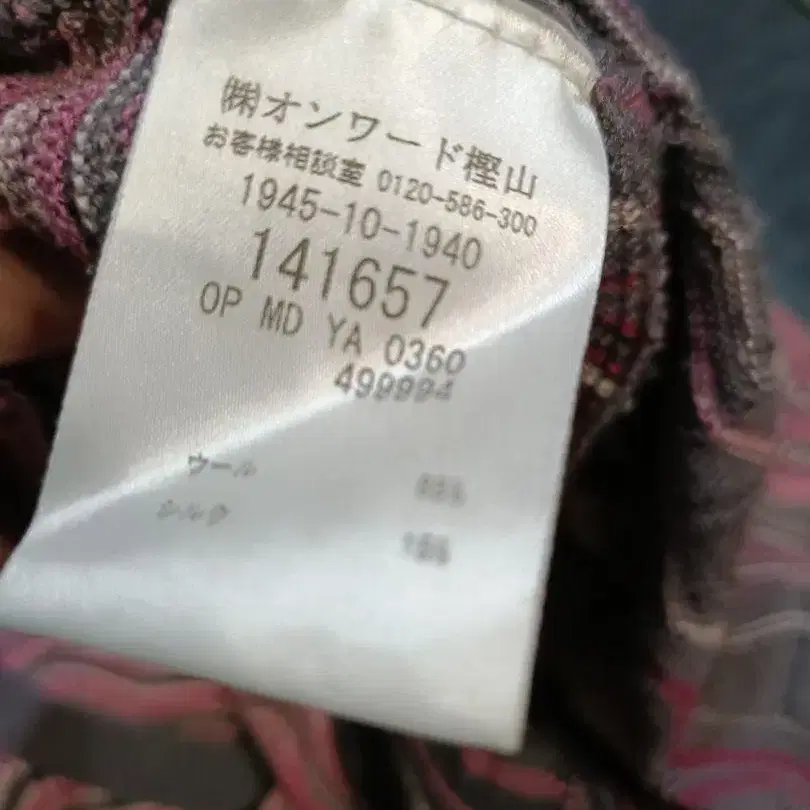 ㈱オンワード樫山
お客様相談室 0120-586-300
1945-10-1940
141657
OP MD YA 0360
499994
ウール
シルク